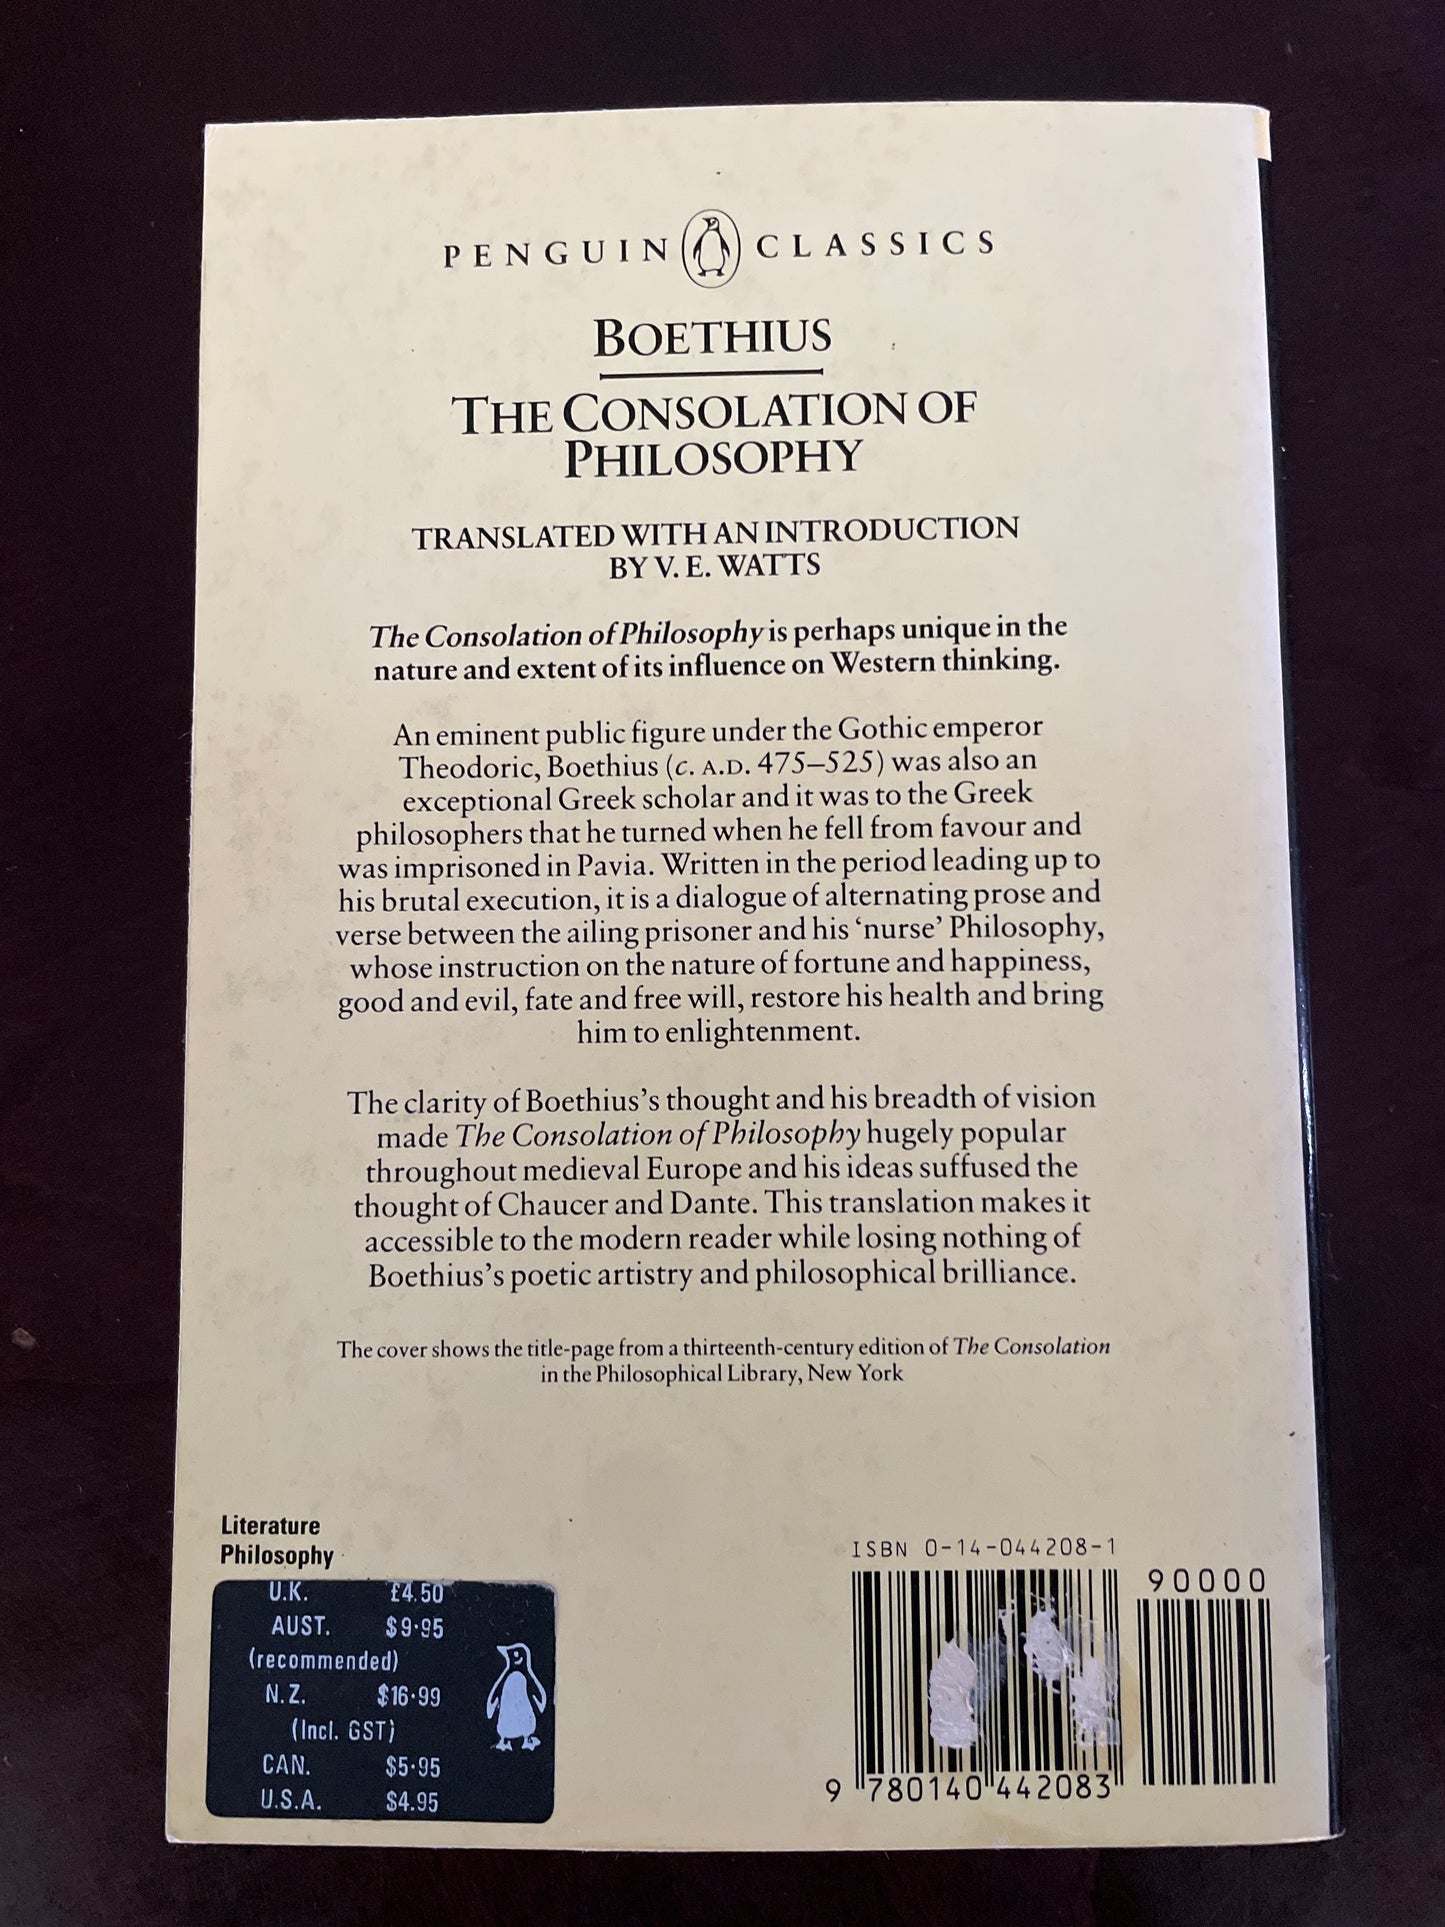 PENGUIN CLASSICS
BOETHIUS
THE CONSOLATION OF
PHILOSOPHY
TRANSLATED WITH AN INTRODUCTION
BY V. E. WATTS
The Consolation of Philosophy is perhaps unique in the
nature and extent of its influence on Western thinking.
An eminent public figure under the Gothic emperor
Theodoric, Boethius (c. A.D. 475–525) was also an
exceptional Greek scholar and it was to the Greek
philosophers that he turned when he fell from favour and
was imprisoned in Pavia. Written in the period leading up to
his brutal execution, it is a dialogue of alternating prose and
verse between the ailing prisoner and his ‘nurse’ Philosophy,
whose instruction on the nature of fortune and happiness,
good and evil, fate and free will, restore his health and bring
him to enlightenment.
The clarity of Boethius’s thought and his breadth of vision
made The Consolation of Philosophy hugely popular
throughout medieval Europe and his ideas suffused the
thought of Chaucer and Dante. This translation makes it
accessible to the modern reader while losing nothing of
Boethius’s poetic artistry and philosophical brilliance.
The cover shows the title-page from a thirteenth-century edition of The Consolation
in the Philosophical Library, New York
Literature
Philosophy
U.K. £4.50
AUST. $9·95
(recommended)
N.Z. $16·99
(Incl. GST)
CAN. $5·95
U.S.A. $4.95
ISBN 0-14-044208-1
90000
9 780140 442083